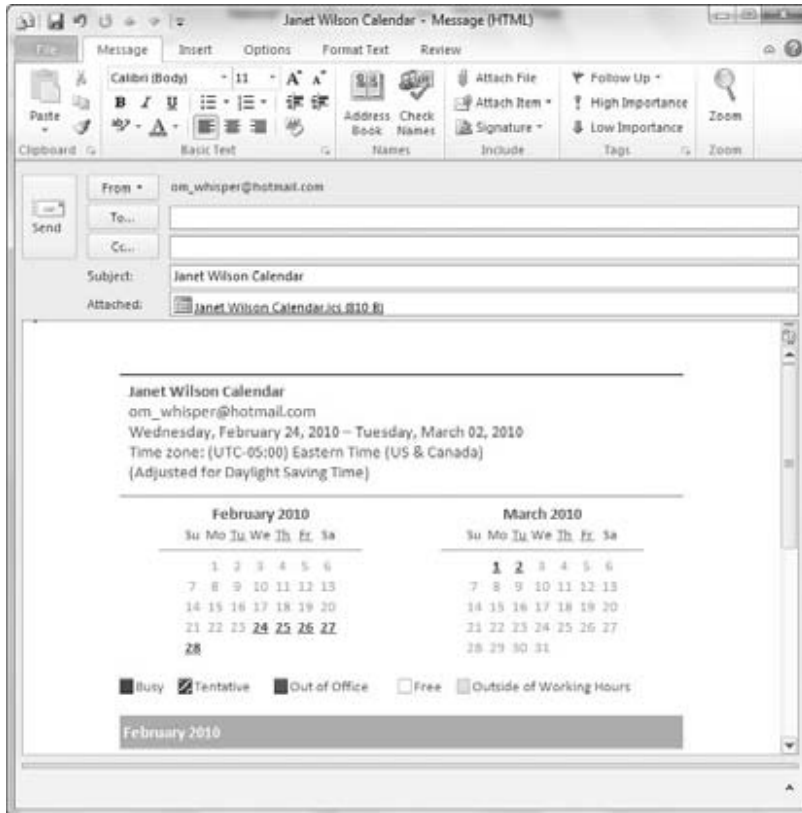 Janet Wilson Calendar - Message (HTML)
File Message Insert Options Format Text Review
Paste
Calibri (Body) 11
B I U
Address Book
Check Names
Attach File
Attach Item
Signature
Follow Up
High Importance
Low Importance
Zoom
Clipboard Basic Text Names Include Tags Zoom
Send
From om_whisper@hotmail.com
To...
Cc...
Subject: Janet Wilson Calendar
Attached: Janet Wilson Calendar.ics (810 B)
Janet Wilson Calendar
om_whisper@hotmail.com
Wednesday, February 24, 2010 – Tuesday, March 02, 2010
Time zone: (UTC-05:00) Eastern Time (US & Canada)
(Adjusted for Daylight Saving Time)
February 2010
Su Mo Tu We Th Fr Sa
1 2 3 4 5 6
7 8 9 10 11 12 13
14 15 16 17 18 19 20
21 22 23 24 25 26 27
28
March 2010
Su Mo Tu We Th Fr Sa
1 2 3 4 5 6
7 8 9 10 11 12 13
14 15 16 17 18 19 20
21 22 23 24 25 26 27
28 29 30 31
Busy Tentative Out of Office Free Outside of Working Hours
February 2010